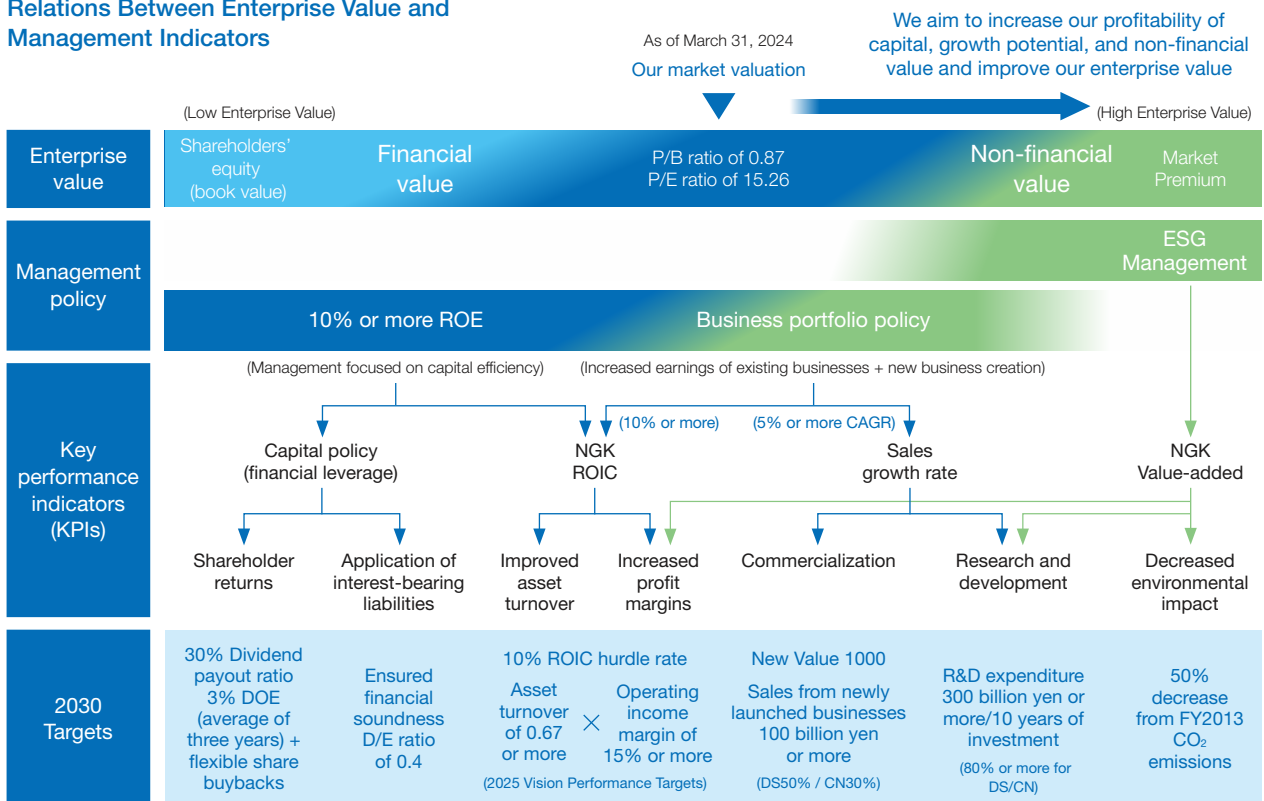 Relations Between Enterprise Value and
Management Indicators
As of March 31, 2024
Our market valuation
We aim to increase our profitability of
capital, growth potential, and non-financial
value and improve our enterprise value
(Low Enterprise Value)
(High Enterprise Value)
Enterprise
value
Shareholders'
equity
(book value)
Financial
value
P/B ratio of 0.87
P/E ratio of 15.26
Non-financial
value
Market
Premium
Management
policy
ESG
Management
10% or more ROE
Business portfolio policy
Key
performance
indicators
(KPIs)
(Management focused on capital efficiency)
(Increased earnings of existing businesses + new business creation)
(10% or more)
(5% or more CAGR)
Capital policy
(financial leverage)
NGK
ROIC
Sales
growth rate
NGK
Value-added
Shareholder
returns
Application of
interest-bearing
liabilities
Improved
asset
turnover
Increased
profit
margins
Commercialization
Research and
development
Decreased
environmental
impact
2030
Targets
30% Dividend
payout ratio
3% DOE
(average of
three years) +
flexible share
buybacks
Ensured
financial
soundness
D/E ratio
of 0.4
10% ROIC hurdle rate
Asset
turnover
of 0.67
or more
×
Operating
income
margin of
15% or more
(2025 Vision Performance Targets)
New Value 1000
Sales from newly
launched businesses
100 billion yen
or more
(DS50% / CN30%)
R&D expenditure
300 billion yen or
more/10 years of
investment
(80% or more for
DS/CN)
50%
decrease
from FY2013
CO₂
emissions